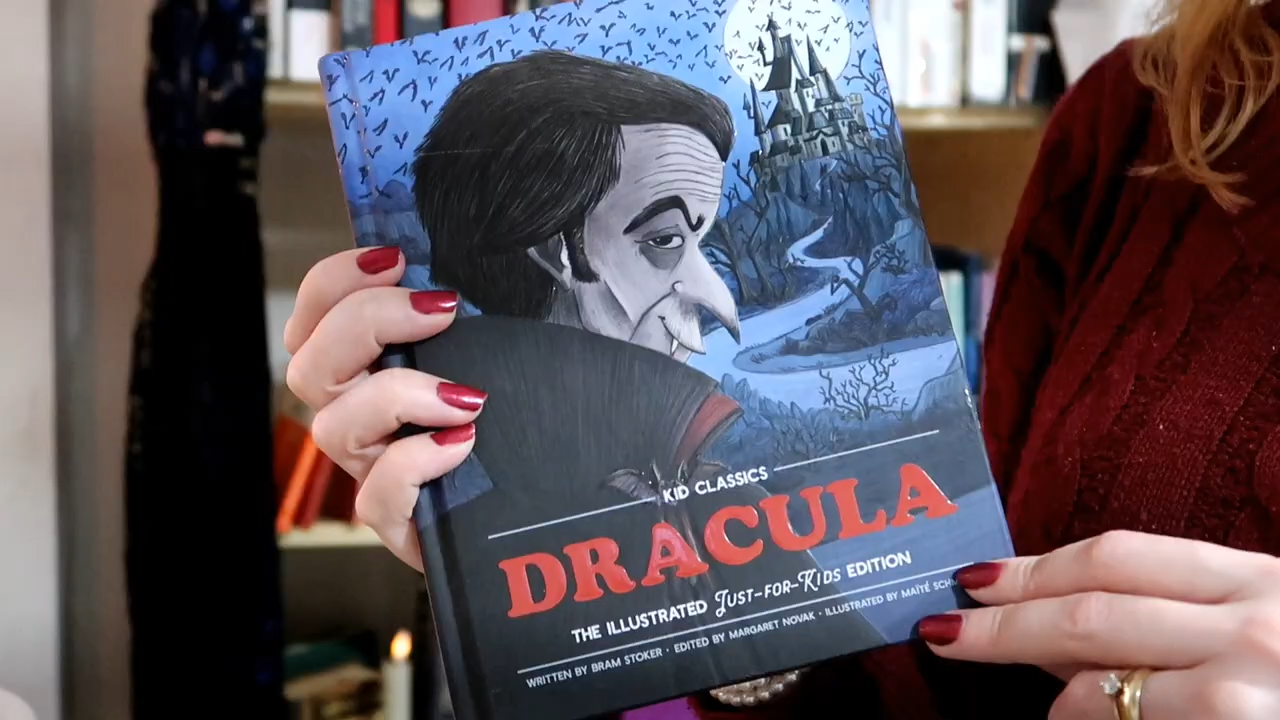 KID CLASSICS
DRACULA
THE ILLUSTRATED JUST-FOR-KIDS EDITION
WRITTEN BY BRAM STOKER • EDITED BY MARGARET NOVAK • ILLUSTRATED BY MAÏTÉ